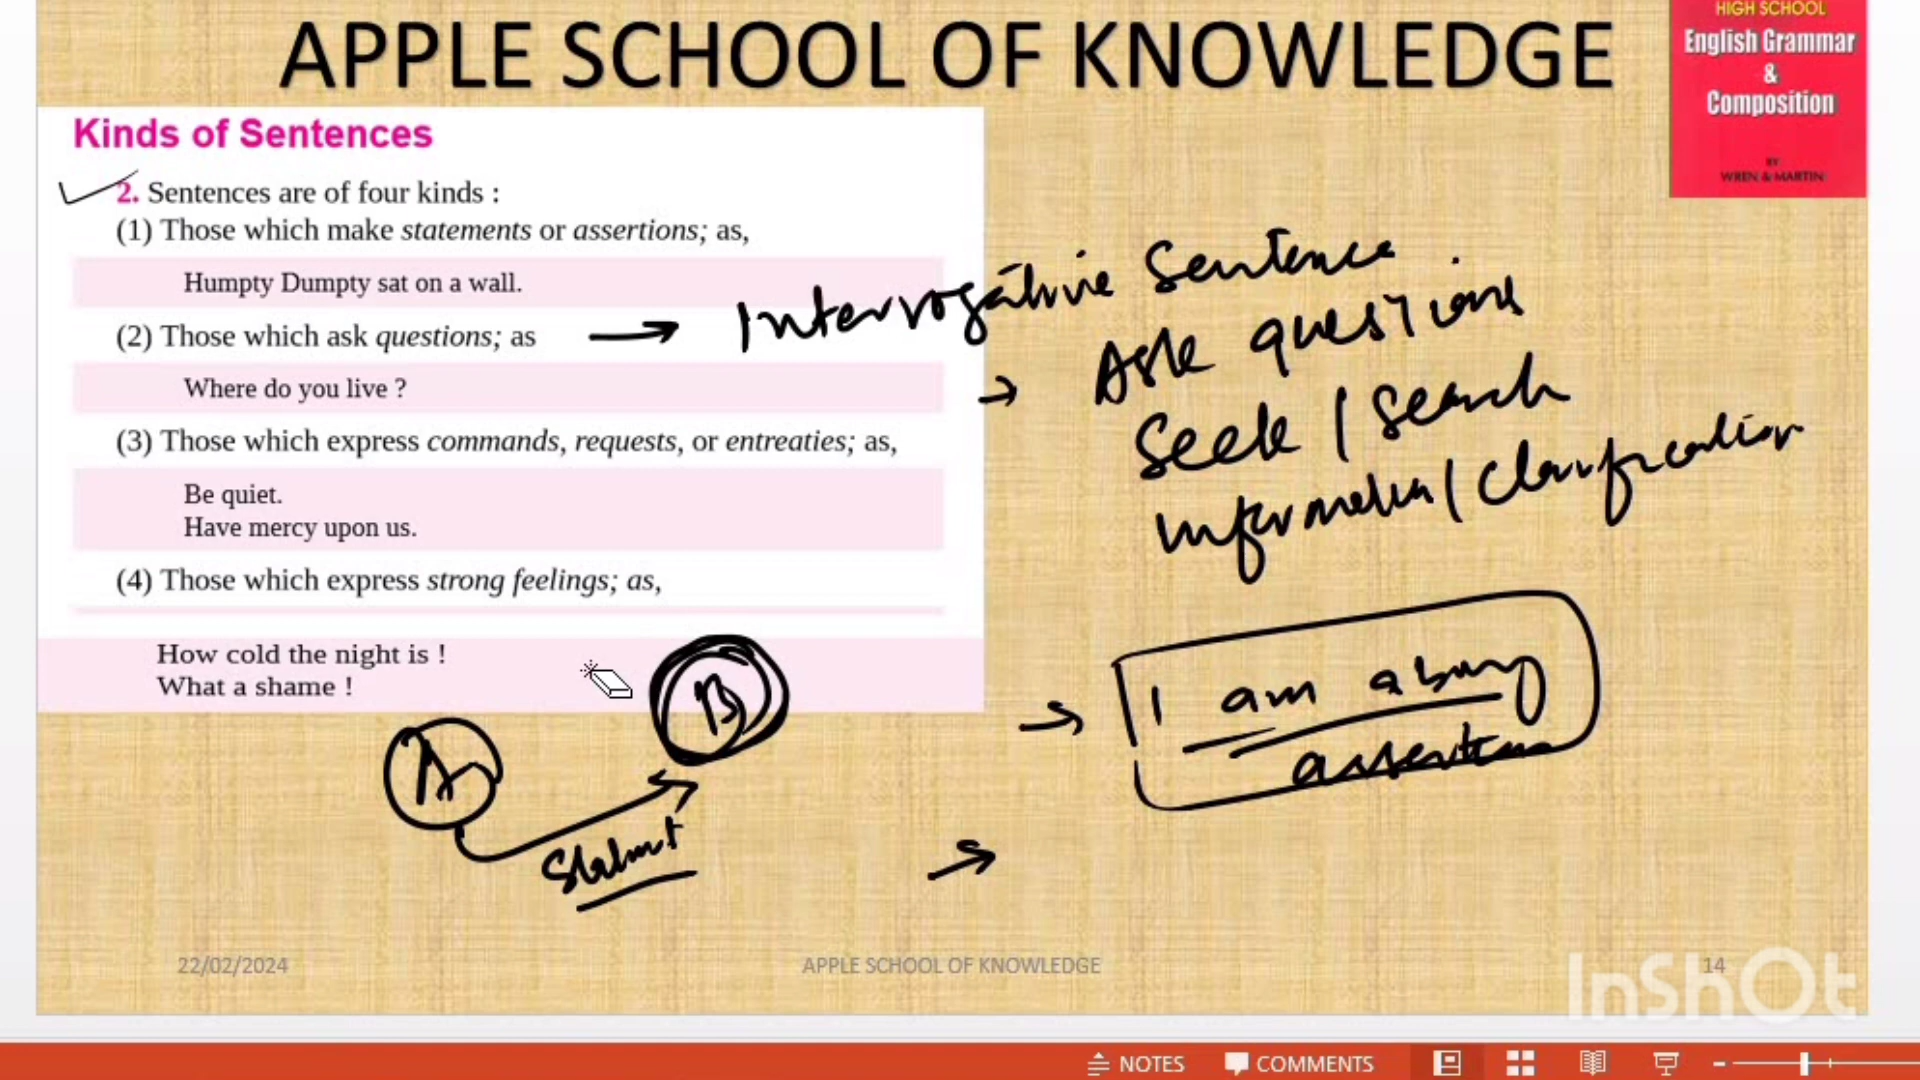 APPLE SCHOOL OF KNOWLEDGE
HIGH SCHOOL
English Grammar
&
Composition
BY
WREN & MARTIN
Kinds of Sentences
2. Sentences are of four kinds :
(1) Those which make statements or assertions; as,
Humpty Dumpty sat on a wall.
(2) Those which ask questions; as
Where do you live ?
(3) Those which express commands, requests, or entreaties; as,
Be quiet.
Have mercy upon us.
(4) Those which express strong feelings; as,
How cold the night is !
What a shame !
→ Interrogative Sentence
→ Ask questions
Seek / Search
information / Clarification
A
B
→ I am a
22/02/2024
APPLE SCHOOL OF KNOWLEDGE
14
InShOt
NOTES
COMMENTS